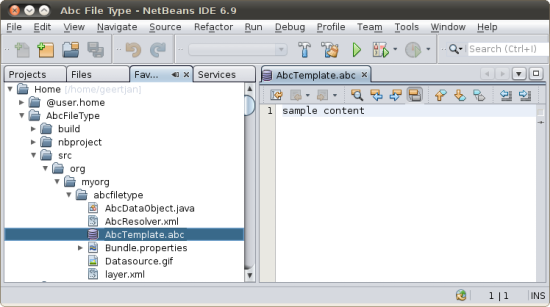 Abc File Type - NetBeans IDE 6.9
File Edit View Navigate Source Refactor Run Debug Profile Team Tools Window Help
Search (Ctrl+I)
Projects Files Fav... Services
AbcTemplate.abc
Home (/home/geertjan)
@user.home
AbcFileType
build
nbproject
src
org
myorg
abcfiletype
AbcDataObject.java
AbcResolver.xml
AbcTemplate.abc
Bundle.properties
Datasource.gif
layer.xml
1 sample content
1 | 1 INS